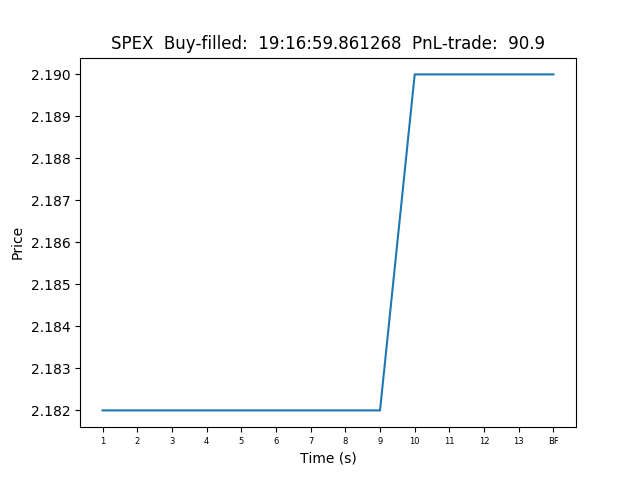 SPEX  Buy-filled:  19:16:59.861268  PnL-trade:  90.9
2.190
2.189
2.188
2.187
2.186
2.185
2.184
2.183
2.182
Price
1 2 3 4 5 6 7 8 9 10 11 12 13 BF
Time (s)